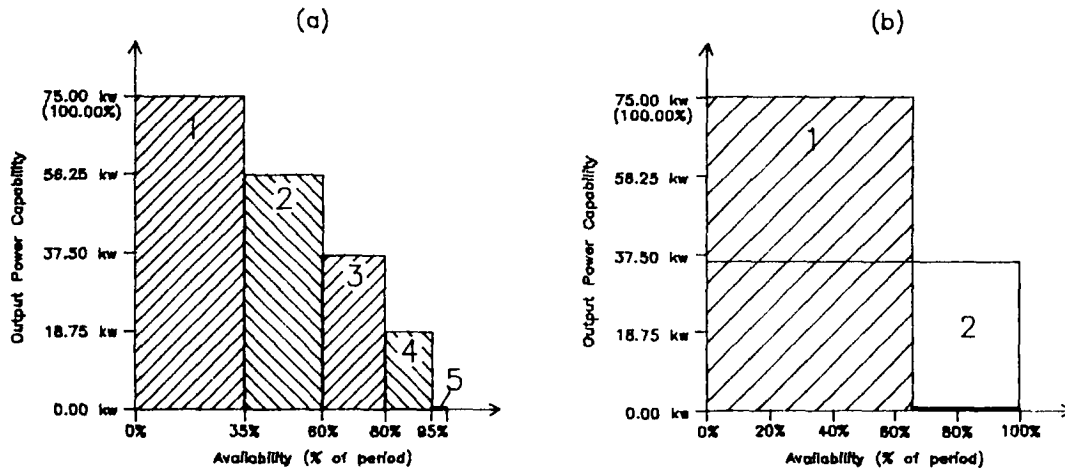 (a)
75.00 kw
(100.00%)
56.25 kw
37.50 kw
18.75 kw
0.00 kw
Output Power Capability
1
2
3
4
5
0%
35%
60%
80%
95%
Availability (% of period)
(b)
75.00 kw
(100.00%)
56.25 kw
37.50 kw
18.75 kw
0.00 kw
Output Power Capability
1
2
0%
20%
40%
60%
80%
100%
Availability (% of period)